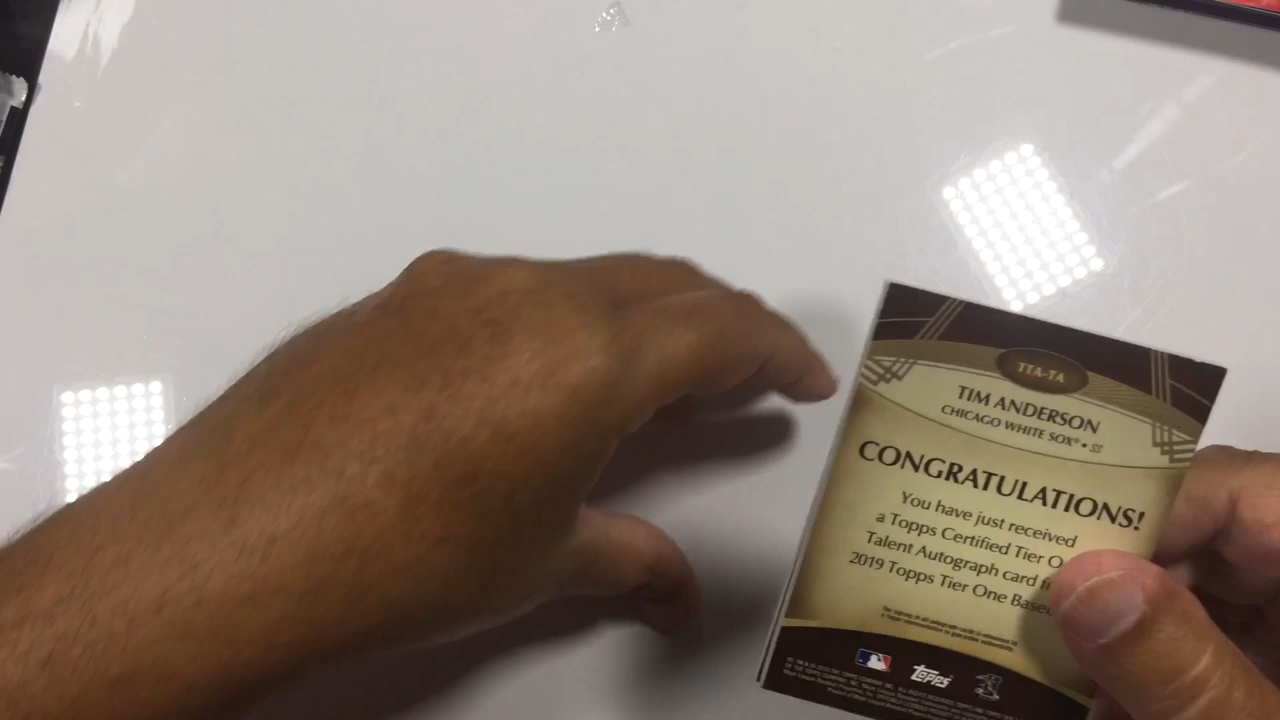 TTA-TA
TIM ANDERSON
CHICAGO WHITE SOX® • SS
CONGRATULATIONS!
You have just received
a Topps Certified Tier O
Talent Autograph card f
2019 Topps Tier One Base
topps